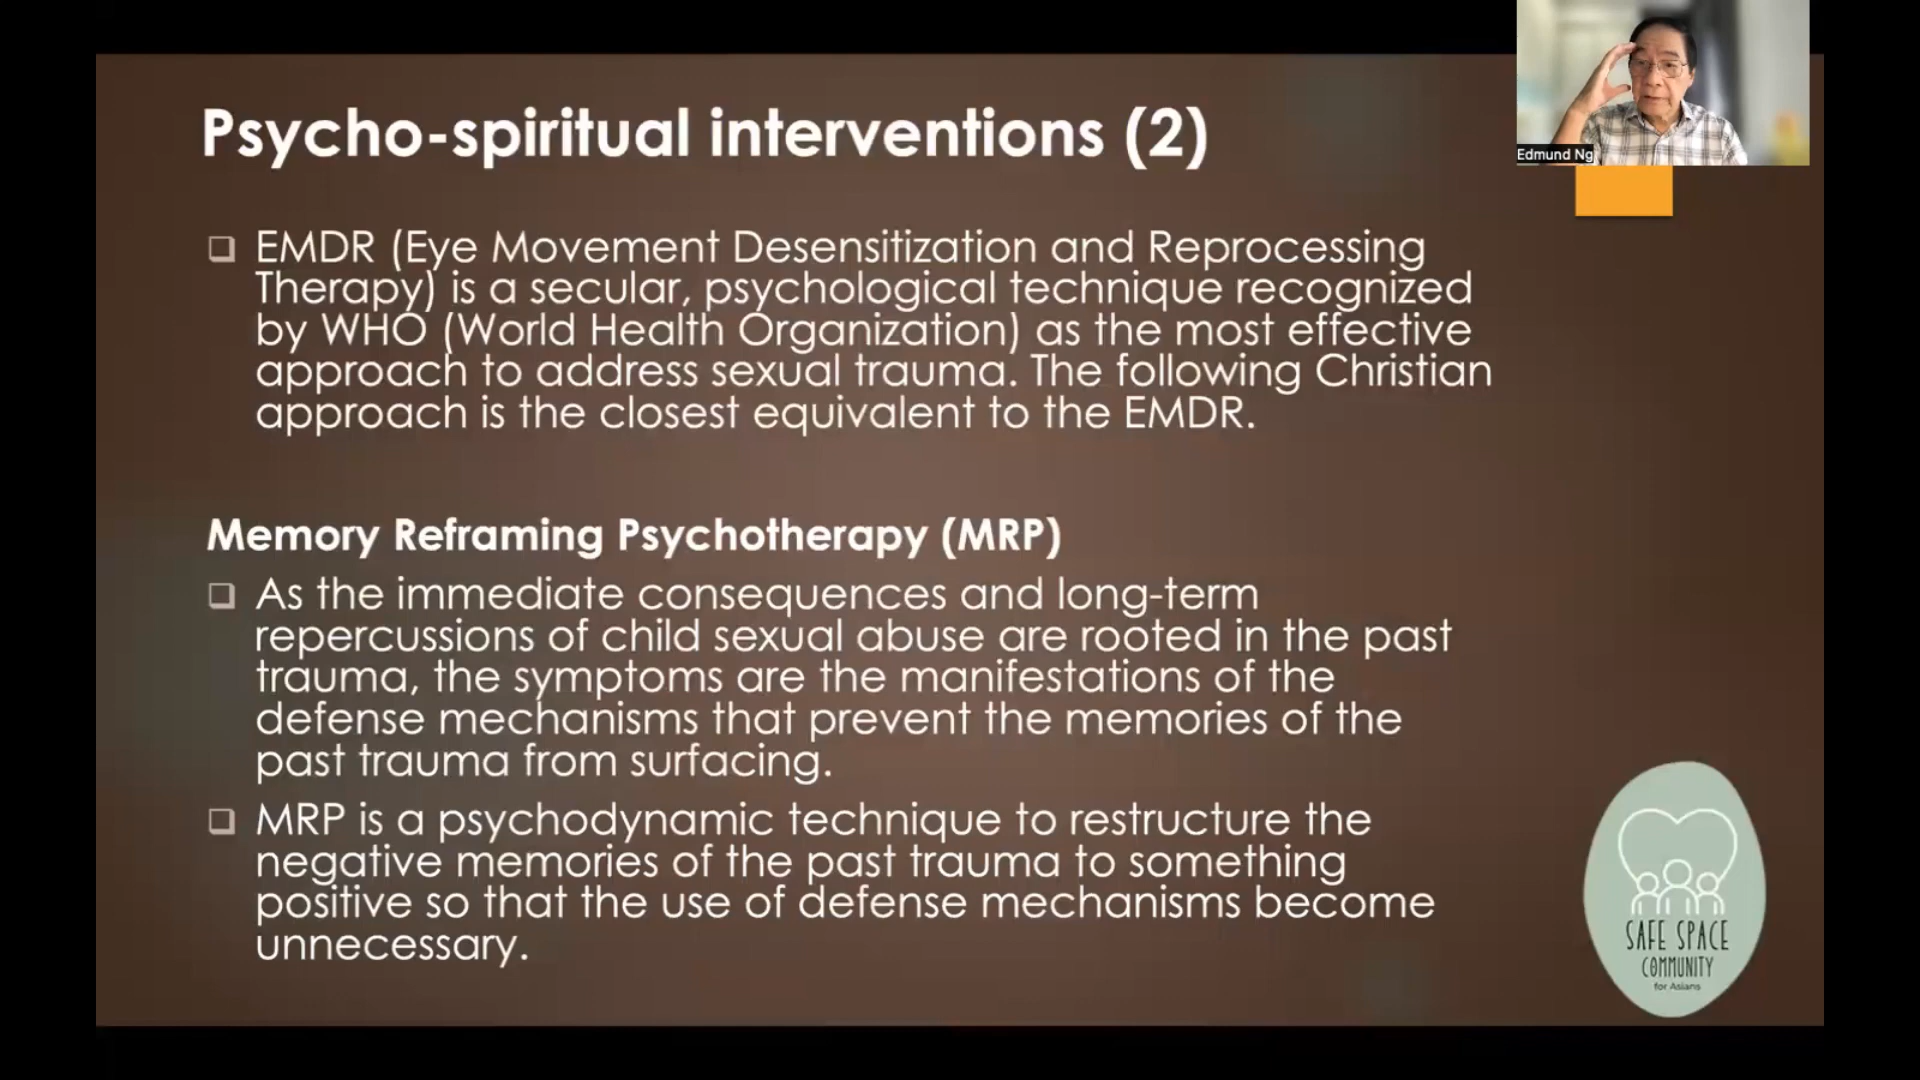 Psycho-spiritual interventions (2)
Edmund Ng
EMDR (Eye Movement Desensitization and Reprocessing
Therapy) is a secular, psychological technique recognized
by WHO (World Health Organization) as the most effective
approach to address sexual trauma. The following Christian
approach is the closest equivalent to the EMDR.
Memory Reframing Psychotherapy (MRP)
As the immediate consequences and long-term
repercussions of child sexual abuse are rooted in the past
trauma, the symptoms are the manifestations of the
defense mechanisms that prevent the memories of the
past trauma from surfacing.
MRP is a psychodynamic technique to restructure the
negative memories of the past trauma to something
positive so that the use of defense mechanisms become
unnecessary.
SAFE SPACE
COMMUNITY
for Asians